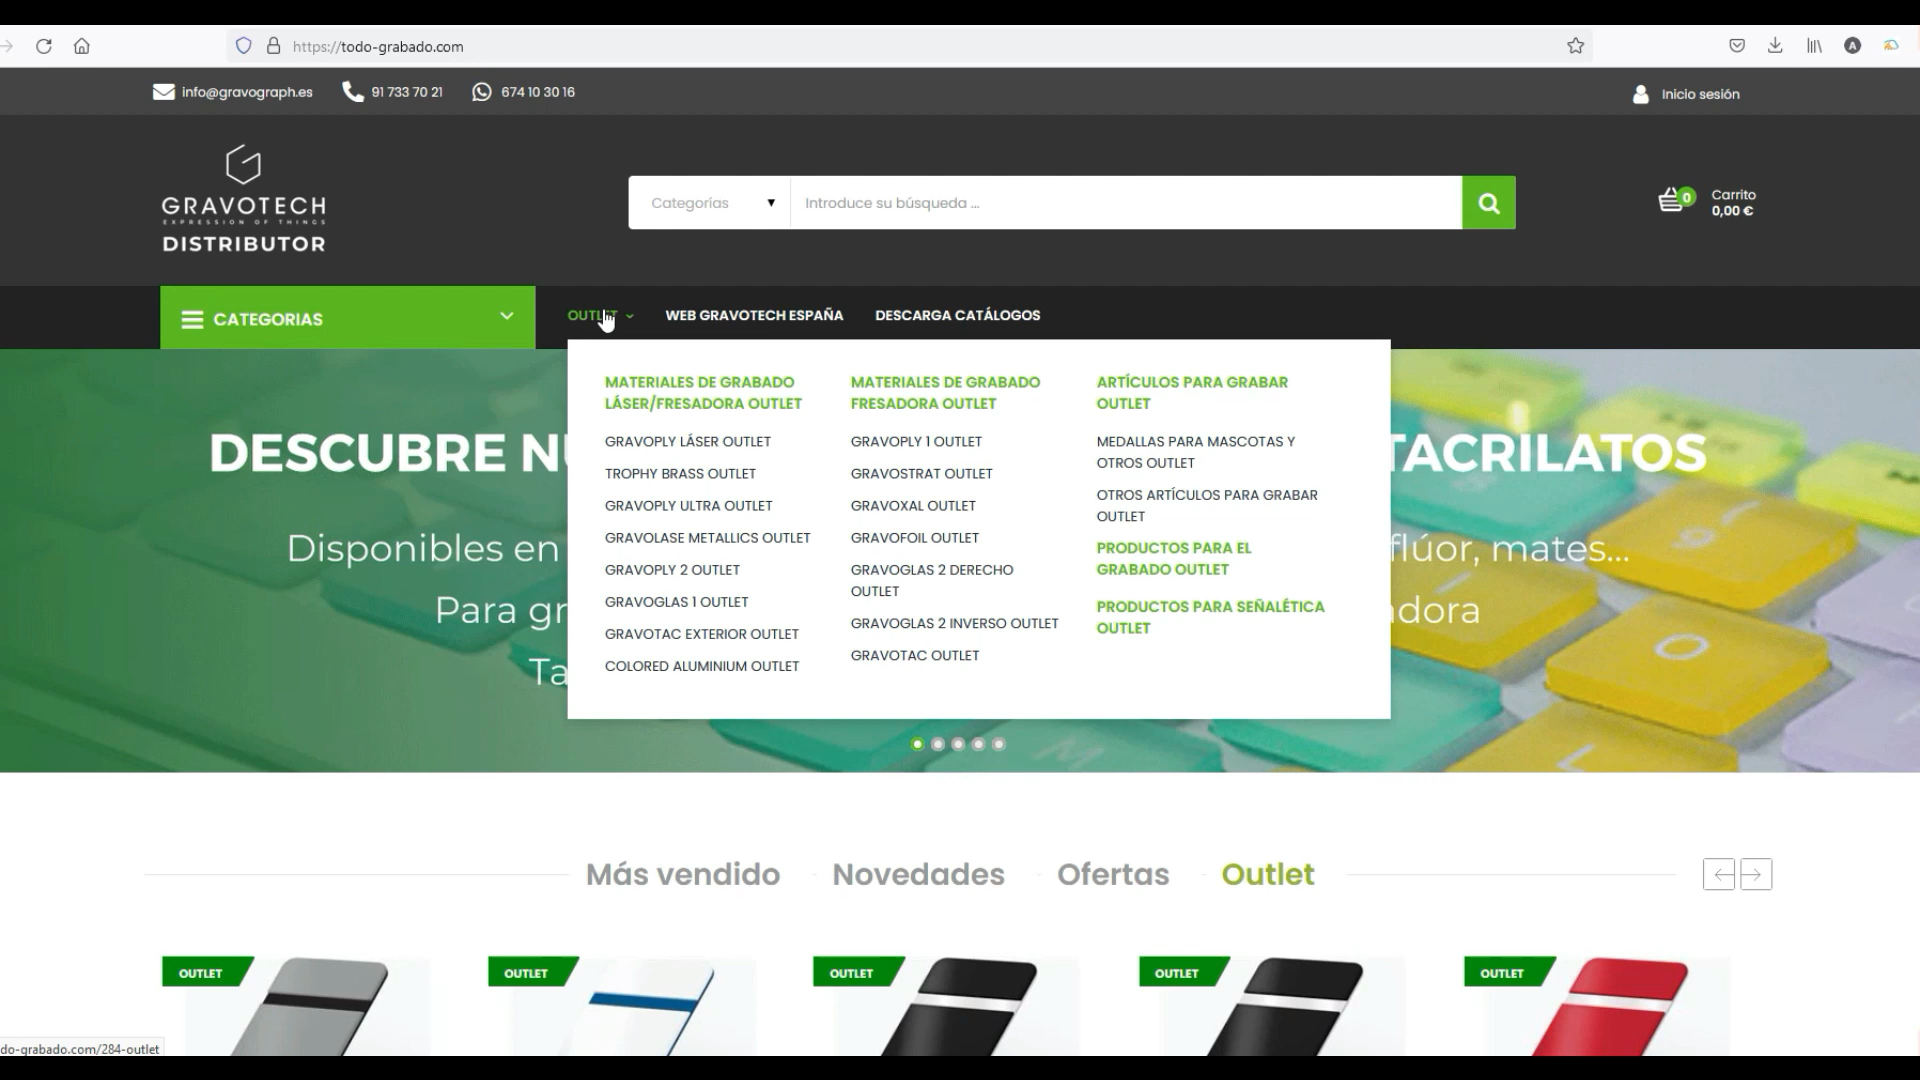 https://todo-grabado.com
info@gravograph.es
91 733 70 21
674 10 30 16
Inicio sesión
GRAVOTECH
EXPRESSION OF THINGS
DISTRIBUTOR
Categorías
Introduce su búsqueda ...
0
Carrito
0,00 €
CATEGORIAS
OUTLET
WEB GRAVOTECH ESPAÑA
DESCARGA CATÁLOGOS
MATERIALES DE GRABADO
LÁSER/FRESADORA OUTLET
GRAVOPLY LÁSER OUTLET
TROPHY BRASS OUTLET
GRAVOPLY ULTRA OUTLET
GRAVOLASE METALLICS OUTLET
GRAVOPLY 2 OUTLET
GRAVOGLAS 1 OUTLET
GRAVOTAC EXTERIOR OUTLET
COLORED ALUMINIUM OUTLET
MATERIALES DE GRABADO
FRESADORA OUTLET
GRAVOPLY 1 OUTLET
GRAVOSTRAT OUTLET
GRAVOXAL OUTLET
GRAVOFOIL OUTLET
GRAVOGLAS 2 DERECHO
OUTLET
GRAVOGLAS 2 INVERSO OUTLET
GRAVOTAC OUTLET
ARTÍCULOS PARA GRABAR
OUTLET
MEDALLAS PARA MASCOTAS Y
OTROS OUTLET
OTROS ARTÍCULOS PARA GRABAR
OUTLET
PRODUCTOS PARA EL
GRABADO OUTLET
PRODUCTOS PARA SEÑALÉTICA
OUTLET
DESCUBRE NU TACRILATOS
Disponibles en flúor, mates...
Para gr adora
Ta
Más vendido
Novedades
Ofertas
Outlet
OUTLET
OUTLET
OUTLET
OUTLET
OUTLET
do-grabado.com/284-outlet